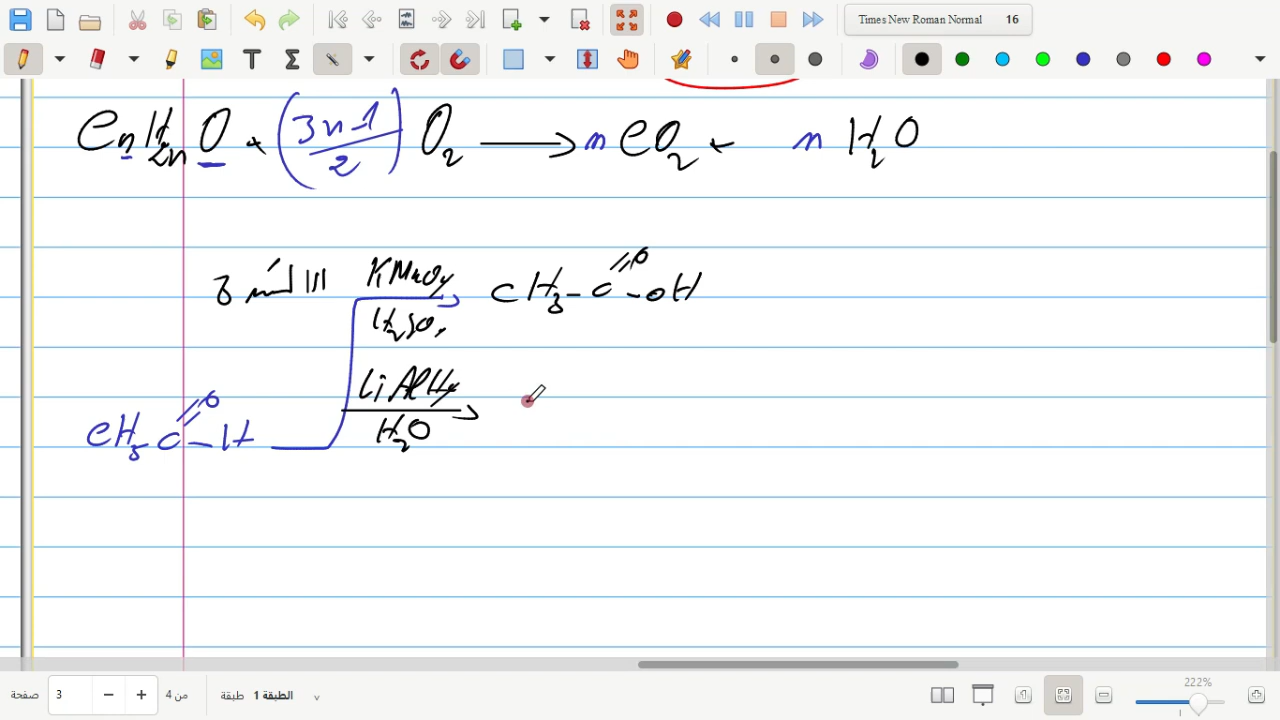 Times New Roman Normal 16
CnH2nO + (3n-1/2) O2 → nCO2 + nH2O
KMnO4
CH3-C-OH
O
H2SO4
LiAlH4
O
CH3-C-H
H2O
222%
صفحة 3 من 4 طبقة الطبقة 1